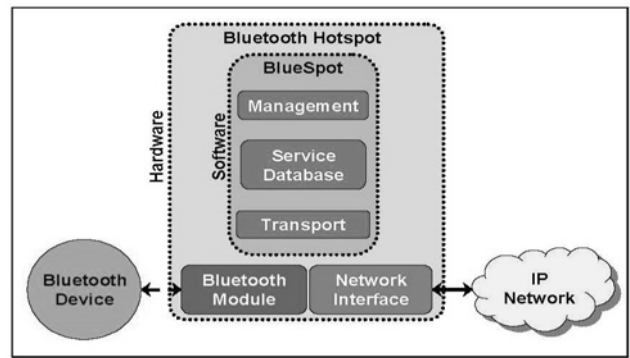 Bluetooth Hotspot
BlueSpot
Hardware
Software
Management
Service
Database
Transport
Bluetooth
Device
Bluetooth
Module
Network
Interface
IP
Network